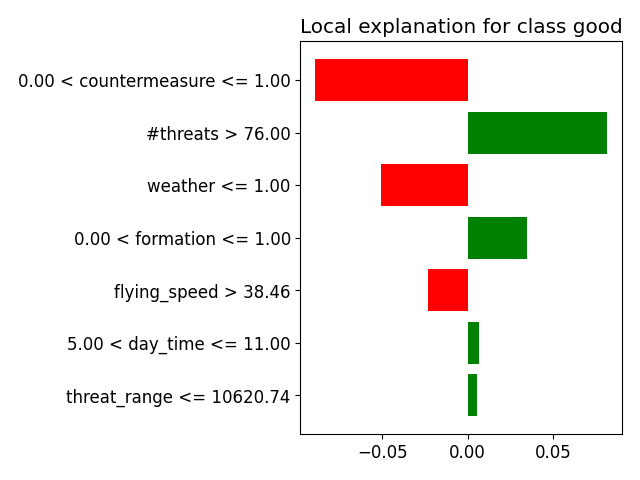 Local explanation for class good
0.00 < countermeasure <= 1.00
#threats > 76.00
weather <= 1.00
0.00 < formation <= 1.00
flying_speed > 38.46
5.00 < day_time <= 11.00
threat_range <= 10620.74
−0.05 0.00 0.05